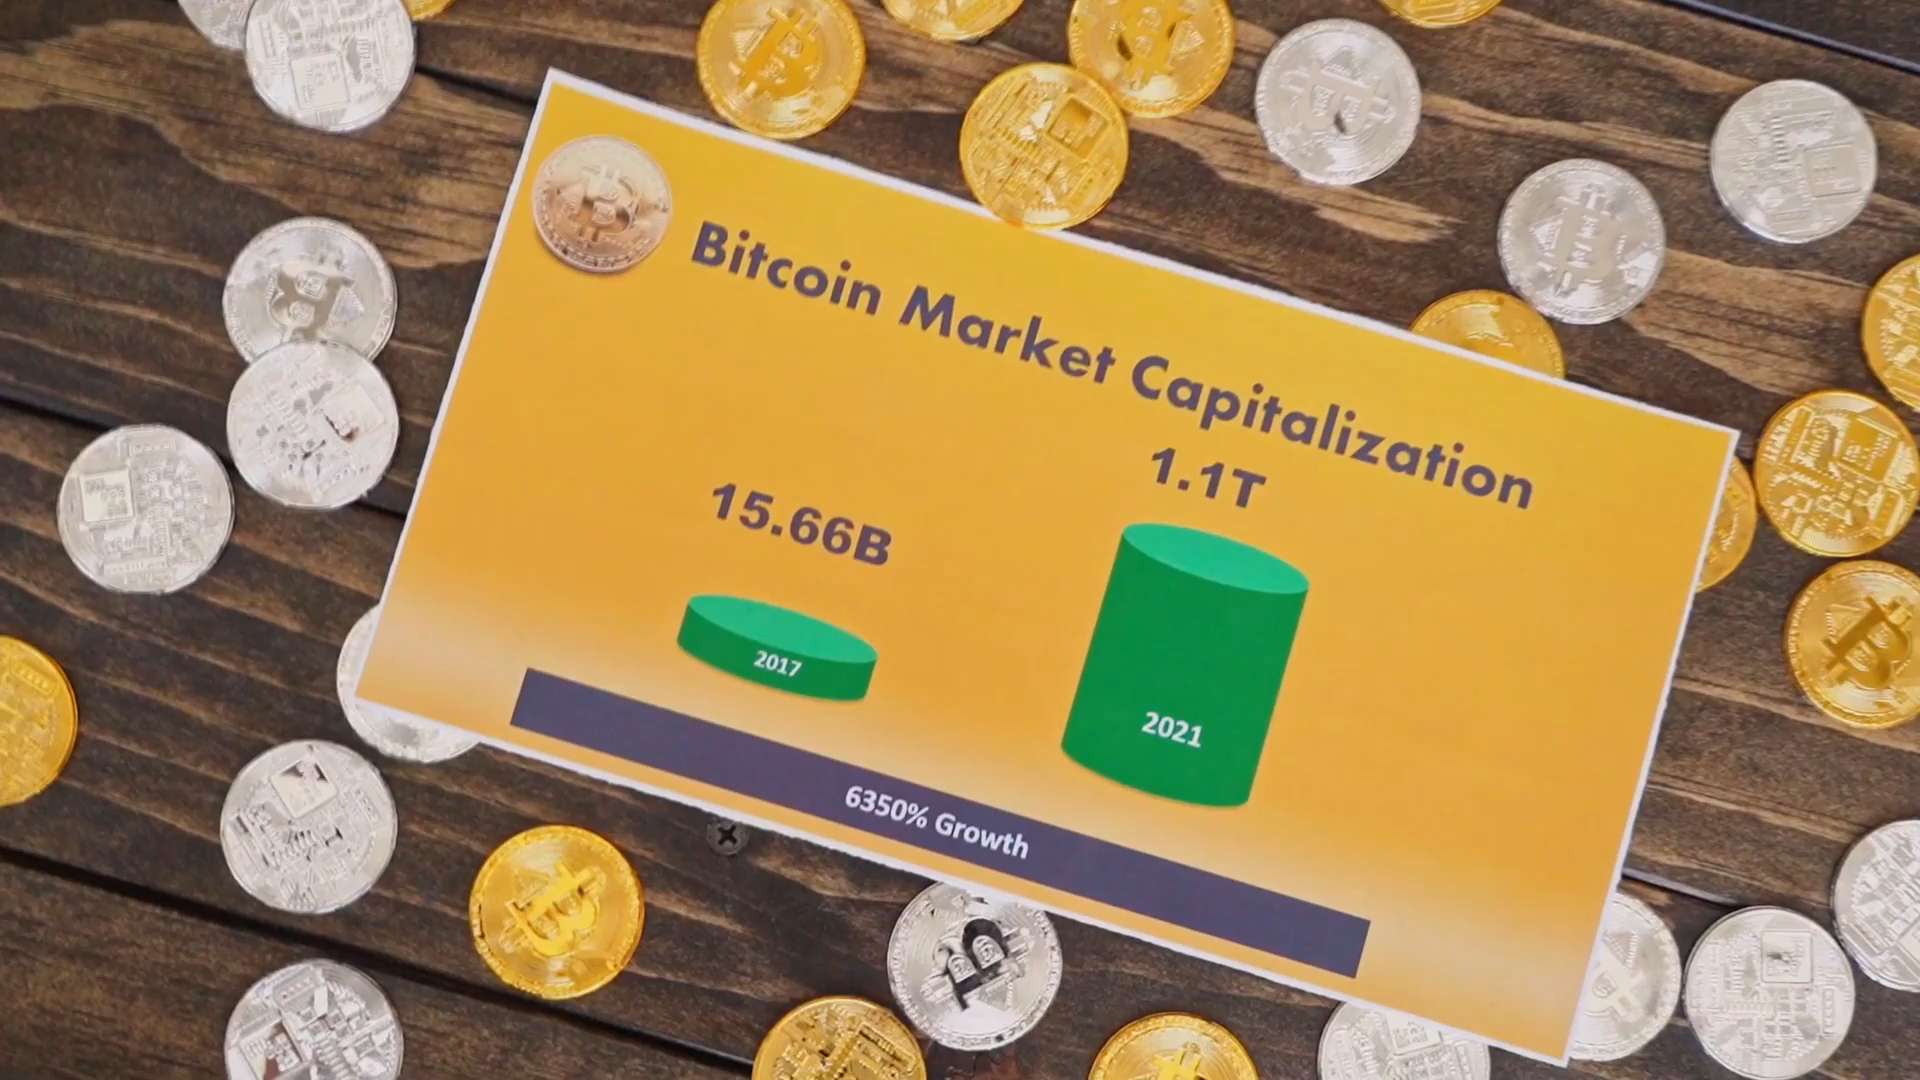 Bitcoin Market Capitalization
15.66B
1.1T
2017
2021
6350% Growth